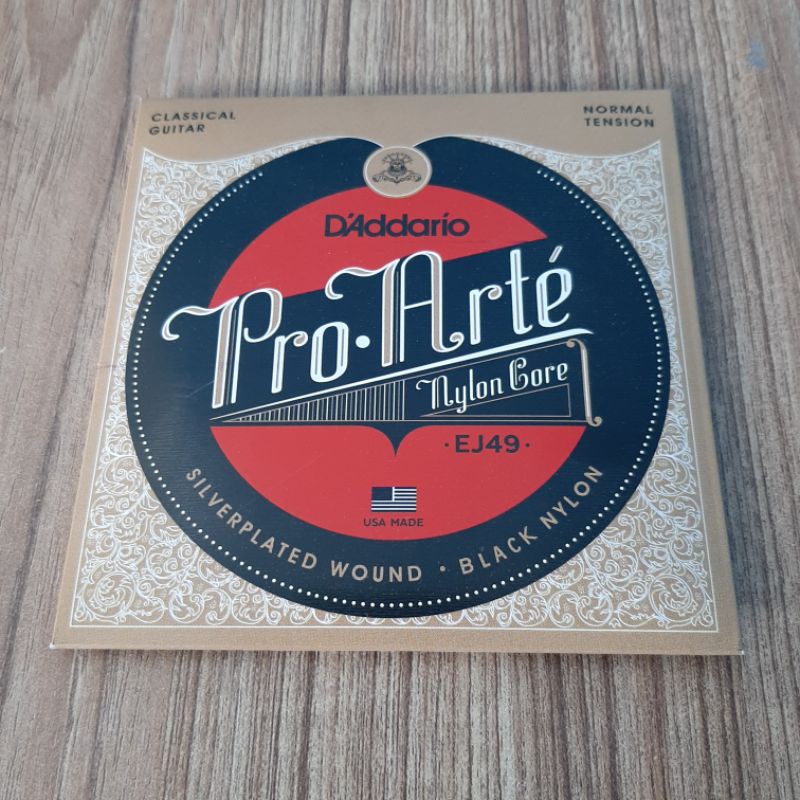 CLASSICAL
GUITAR
NORMAL
TENSION
D'Addario
Pro·Arté
Nylon Core
·EJ49·
USA MADE
SILVERPLATED WOUND • BLACK NYLON